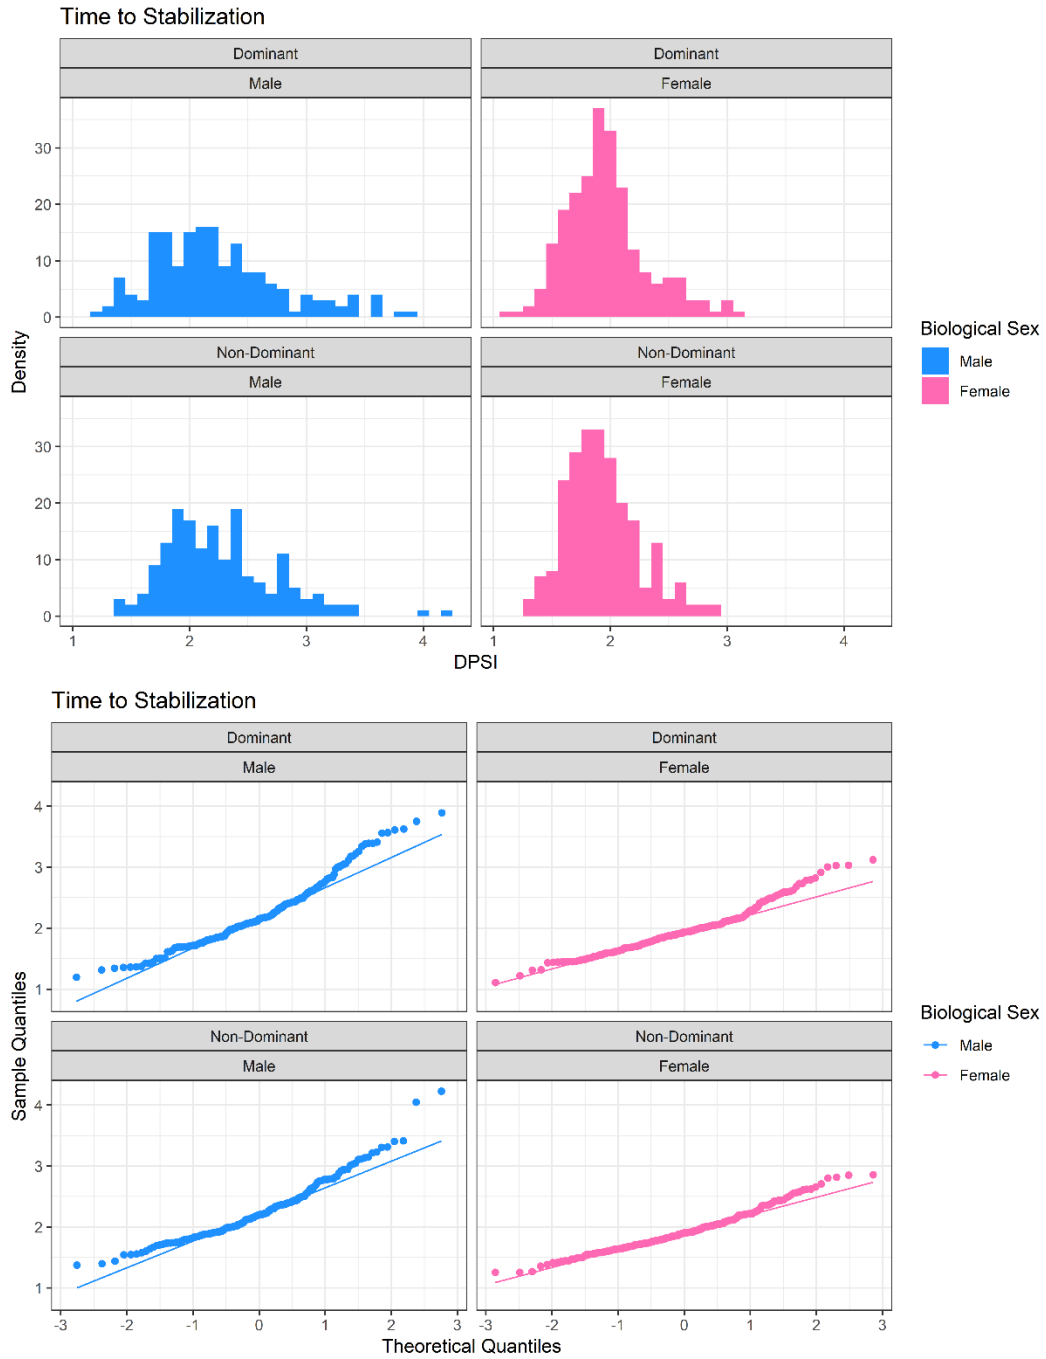 Time to Stabilization
Dominant
Dominant
Male
Female
30
20
10
0
Density
Non-Dominant
Non-Dominant
Male
Female
30
20
10
0
1 2 3 4
1 2 3 4
DPSI
Biological Sex
Male
Female
Time to Stabilization
Dominant
Dominant
Male
Female
4
3
2
1
Sample Quantiles
Non-Dominant
Non-Dominant
Male
Female
4
3
2
1
-3 -2 -1 0 1 2 3
-3 -2 -1 0 1 2 3
Theoretical Quantiles
Biological Sex
Male
Female